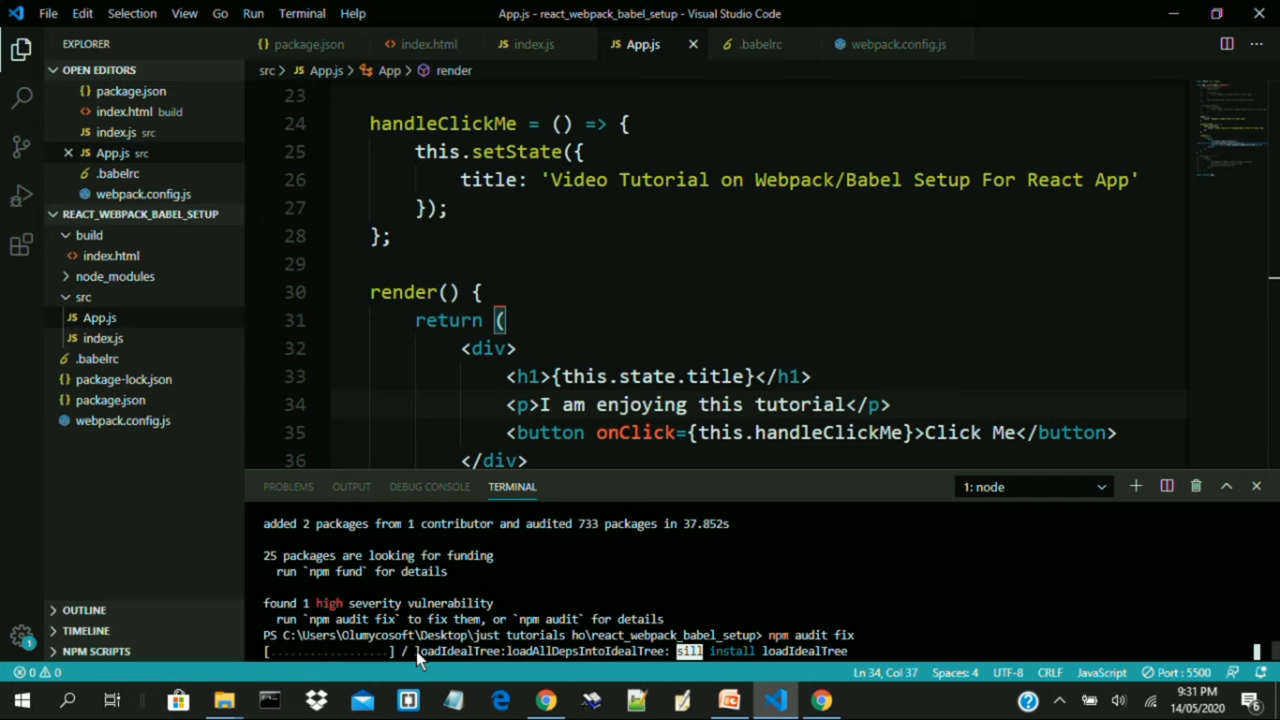 File Edit Selection View Go Run Terminal Help
App.js - react_webpack_babel_setup - Visual Studio Code
EXPLORER
OPEN EDITORS
package.json
index.html build
index.js src
App.js src
.babelrc
webpack.config.js
REACT_WEBPACK_BABEL_SETUP
build
index.html
node_modules
src
App.js
index.js
.babelrc
package-lock.json
package.json
webpack.config.js
OUTLINE
TIMELINE
NPM SCRIPTS
package.json index.html index.js App.js .babelrc webpack.config.js
src > App.js > App > render
23
24 handleClickMe = () => {
25 this.setState({
26 title: 'Video Tutorial on Webpack/Babel Setup For React App'
27 });
28 };
29
30 render() {
31 return (
32 <div>
33 <h1>{this.state.title}</h1>
34 <p>I am enjoying this tutorial</p>
35 <button onClick={this.handleClickMe}>Click Me</button>
36 </div>
PROBLEMS OUTPUT DEBUG CONSOLE TERMINAL 1: node
added 2 packages from 1 contributor and audited 733 packages in 37.852s
25 packages are looking for funding
run `npm fund` for details
found 1 high severity vulnerability
run `npm audit fix` to fix them, or `npm audit` for details
PS C:\Users\Olumycosoft\Desktop\just tutorials ho\react_webpack_babel_setup> npm audit fix
[.................] / loadIdealTree:loadAllDepsIntoIdealTree: sill install loadIdealTree
0 0 Ln 34, Col 37 Spaces: 4 UTF-8 CRLF JavaScript Port : 5500
9:31 PM
14/05/2020
6